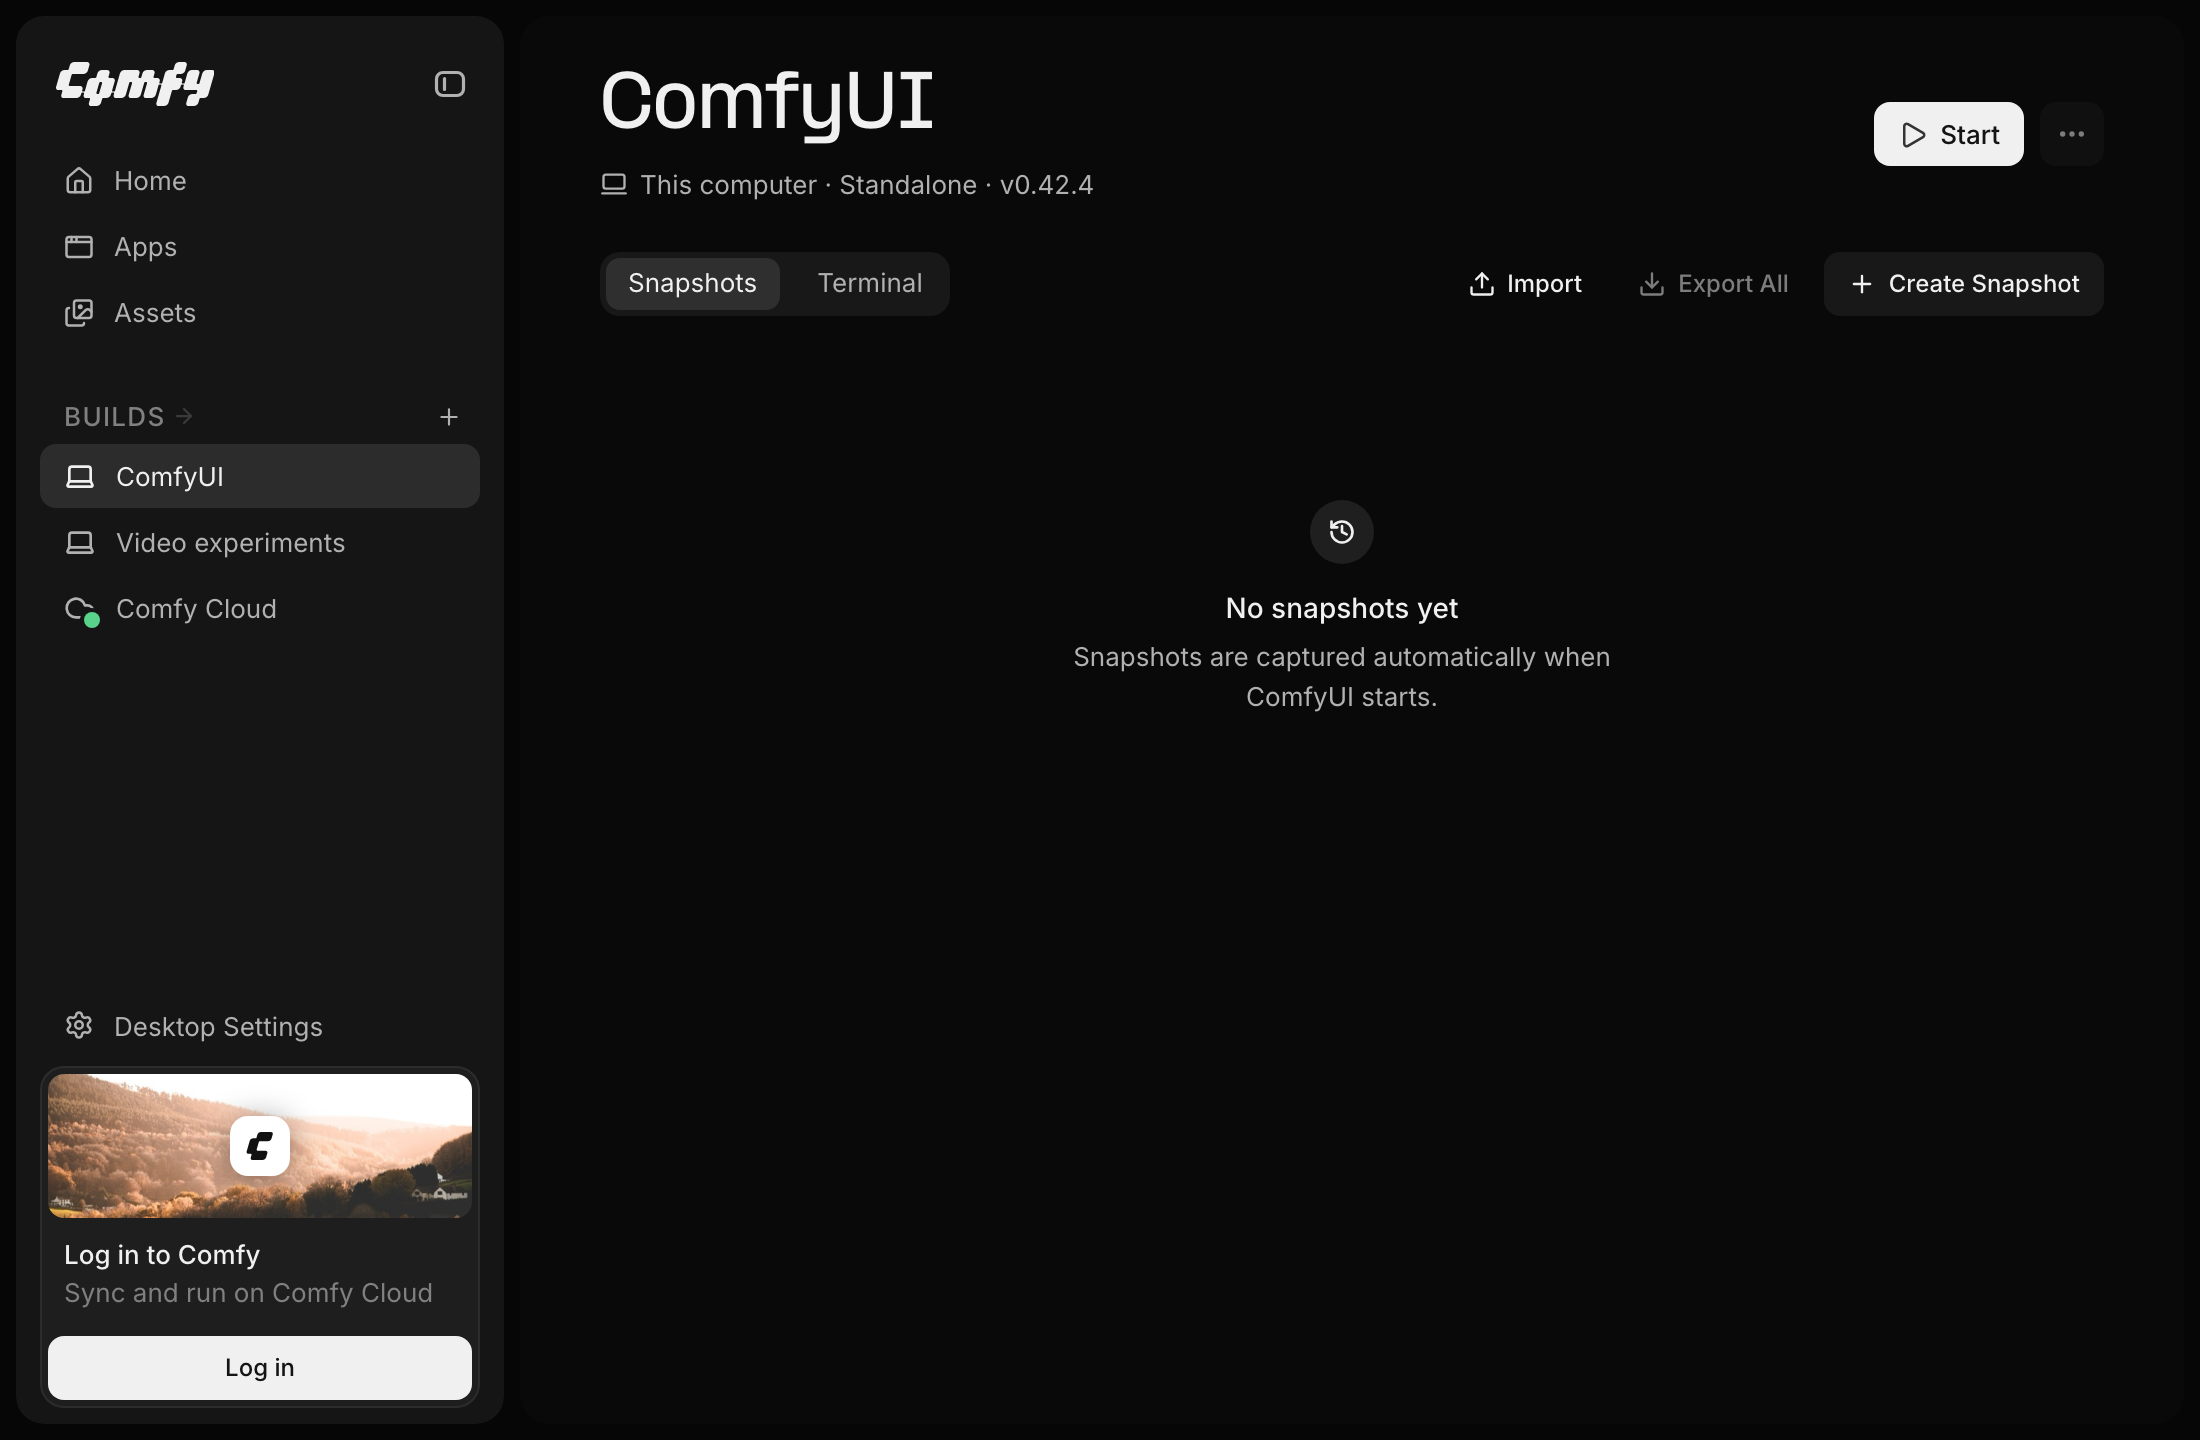 Comfy
Home
Apps
Assets
BUILDS
ComfyUI
Video experiments
Comfy Cloud
Desktop Settings
Log in to Comfy
Sync and run on Comfy Cloud
Log in
ComfyUI
This computer · Standalone · v0.42.4
Start
Snapshots
Terminal
Import
Export All
Create Snapshot
No snapshots yet
Snapshots are captured automatically when
ComfyUI starts.